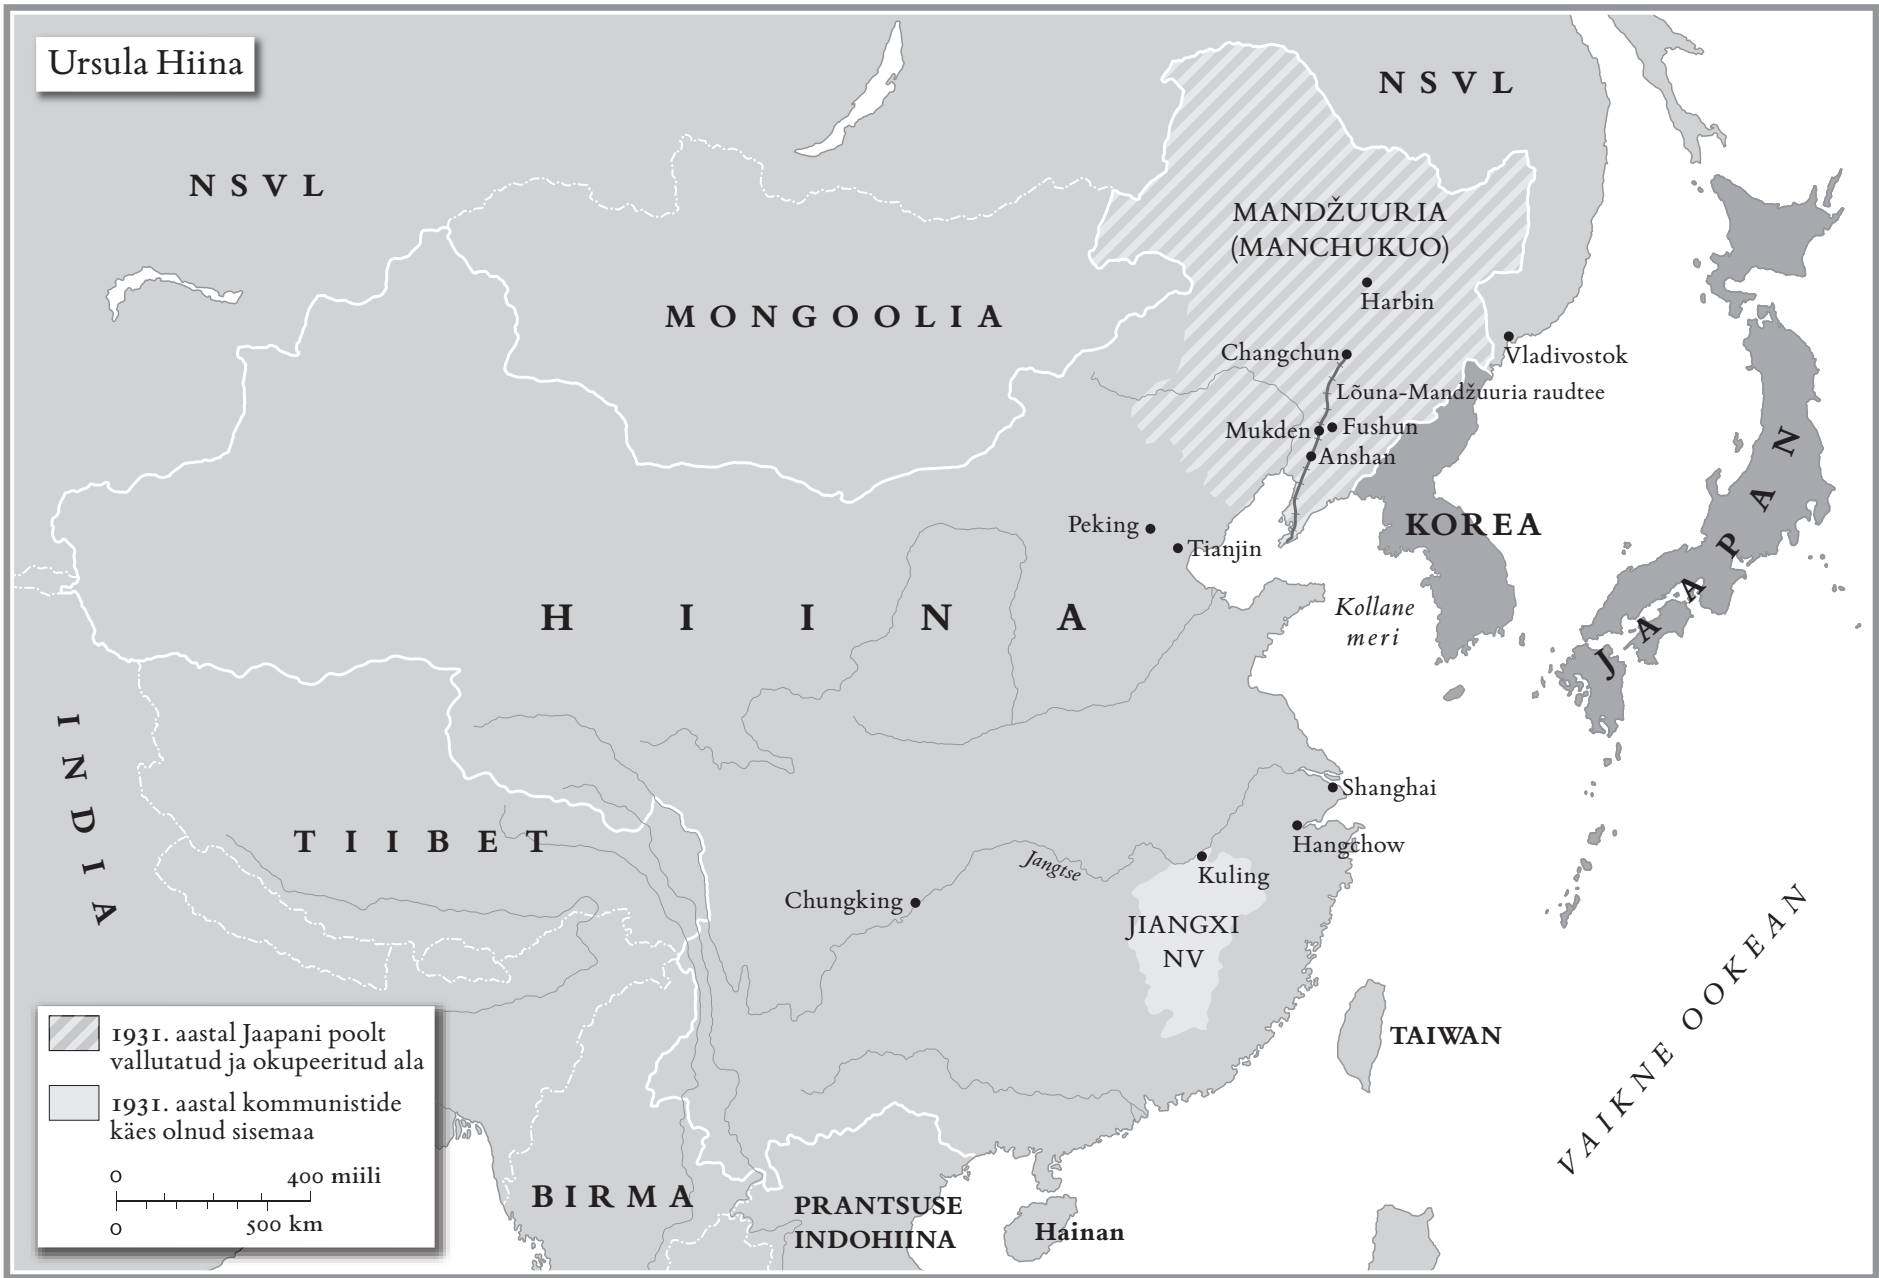 Ursula Hiina
NSVL
NSVL
MANDŽUURIA
(MANCHUKUO)
Harbin
MONGOOLIA
Changchun
Vladivostok
Lõuna-Mandžuuria raudtee
Mukden
Fushun
Anshan
Peking
Tianjin
KOREA
JAAPAN
HIINA
Kollane
meri
INDIA
TIIBET
Shanghai
Hangchow
Jangtse
Kuling
Chungking
JIANGXI
NV
VAIKNE OOKEAN
TAIWAN
1931. aastal Jaapani poolt
vallutatud ja okupeeritud ala
1931. aastal kommunistide
käes olnud sisemaa
0 400 miili
0 500 km
BIRMA
PRANTSUSE
INDOHIINA
Hainan